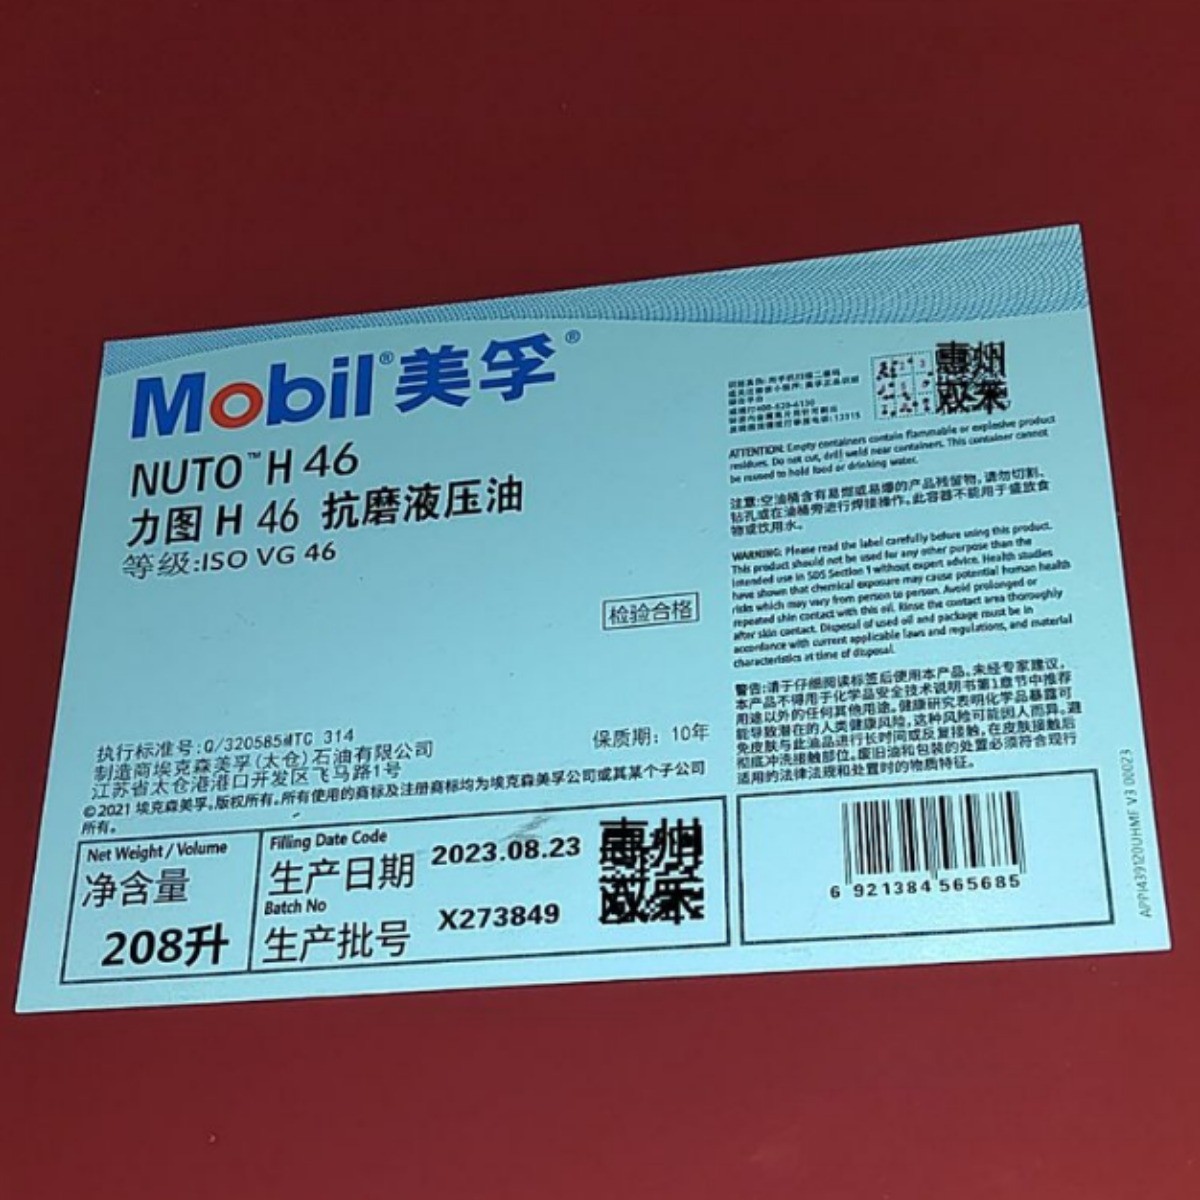 Mobil®美孚®
NUTO™ H 46
力图 H 46 抗磨液压油
等级:ISO VG 46
检验合格
执行标准号:Q/320585MTC 314
保质期: 10年
制造商埃克森美孚(太仓)石油有限公司
江苏省太仓港港口开发区飞马路1号
©2021 埃克森美孚。版权所有。所有使用的商标及注册商标均为埃克森美孚公司或其某个子公司
所有。
Net Weight / Volume
净含量
208升
Filling Date Code
生产日期 2023.08.23
Batch No
生产批号 X273849
惠州
双乐
惠州
双乐
ATTENTION: Empty containers contain flammable or explosive product
residues. Do not cut, drill weld near containers. This container cannot
be reused to hold food or drinking water.
注意:空油桶含有易燃或易爆的产品残留物,请勿切割、
钻孔或在油桶旁进行焊接操作。此容器不能用于盛放食
物或饮用水。
WARNING: Please read the label carefully before using this product.
This product should not be used for any other purpose than the
intended use in SDS Section 1 without expert advice. Health studies
have shown that chemical exposure may cause potential human health
risks which may vary from person to person. Avoid prolonged or
repeated shin contact with this oil. Rinse the contact area thoroughly
after skin contact. Disposal of used oil and package must be in
accordance with current applicable laws and regulations, and material
characteristics at time of disposal.
警告:请于仔细阅读标签后使用本产品。未经专家建议,
本产品不得用于化学品安全技术说明书第1章节中推荐
用途以外的任何其他用途。健康研究表明化学品暴露可
能导致潜在的人类健康风险,这种风险可能因人而异。避
免皮肤与此油品进行长时间或反复接触,在皮肤接触后
彻底冲洗接触部位。废旧油和包装的处置必须符合现行
适用的法律法规和处置时的物质特征。
6 921384 565685
APPI439120UHMF V3 00023